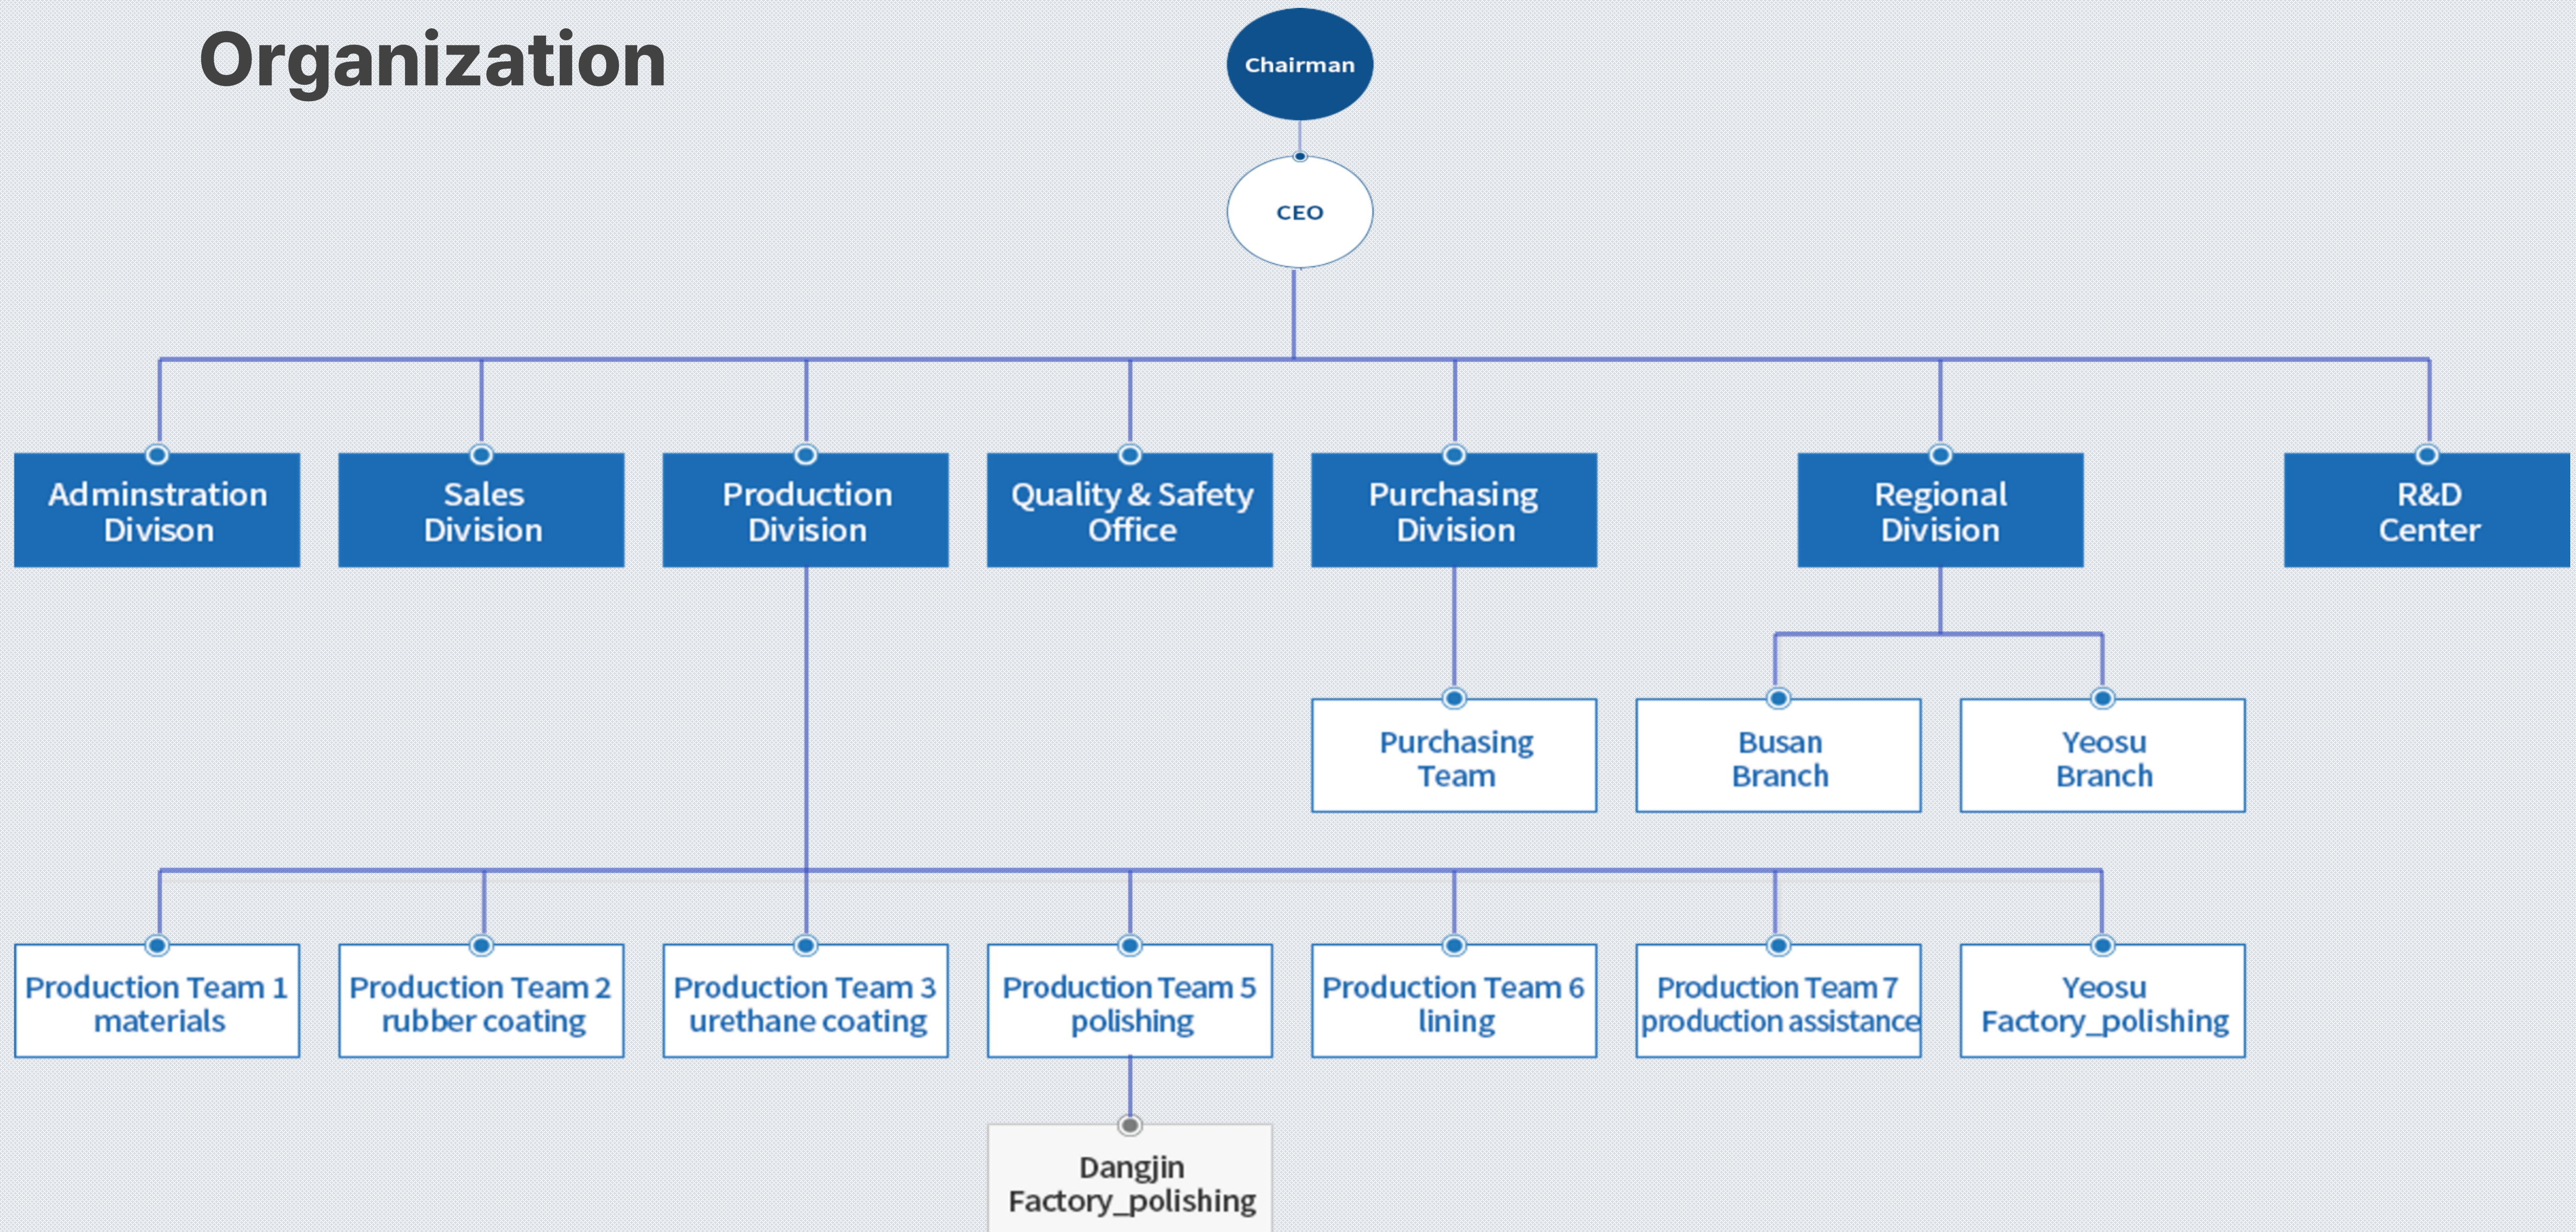 Organization
Chairman
CEO
Adminstration
Divison
Sales
Division
Production
Division
Quality & Safety
Office
Purchasing
Division
Regional
Division
R&D
Center
Purchasing
Team
Busan
Branch
Yeosu
Branch
Production Team 1
materials
Production Team 2
rubber coating
Production Team 3
urethane coating
Production Team 5
polishing
Production Team 6
lining
Production Team 7
production assistance
Yeosu
Factory_polishing
Dangjin
Factory_polishing